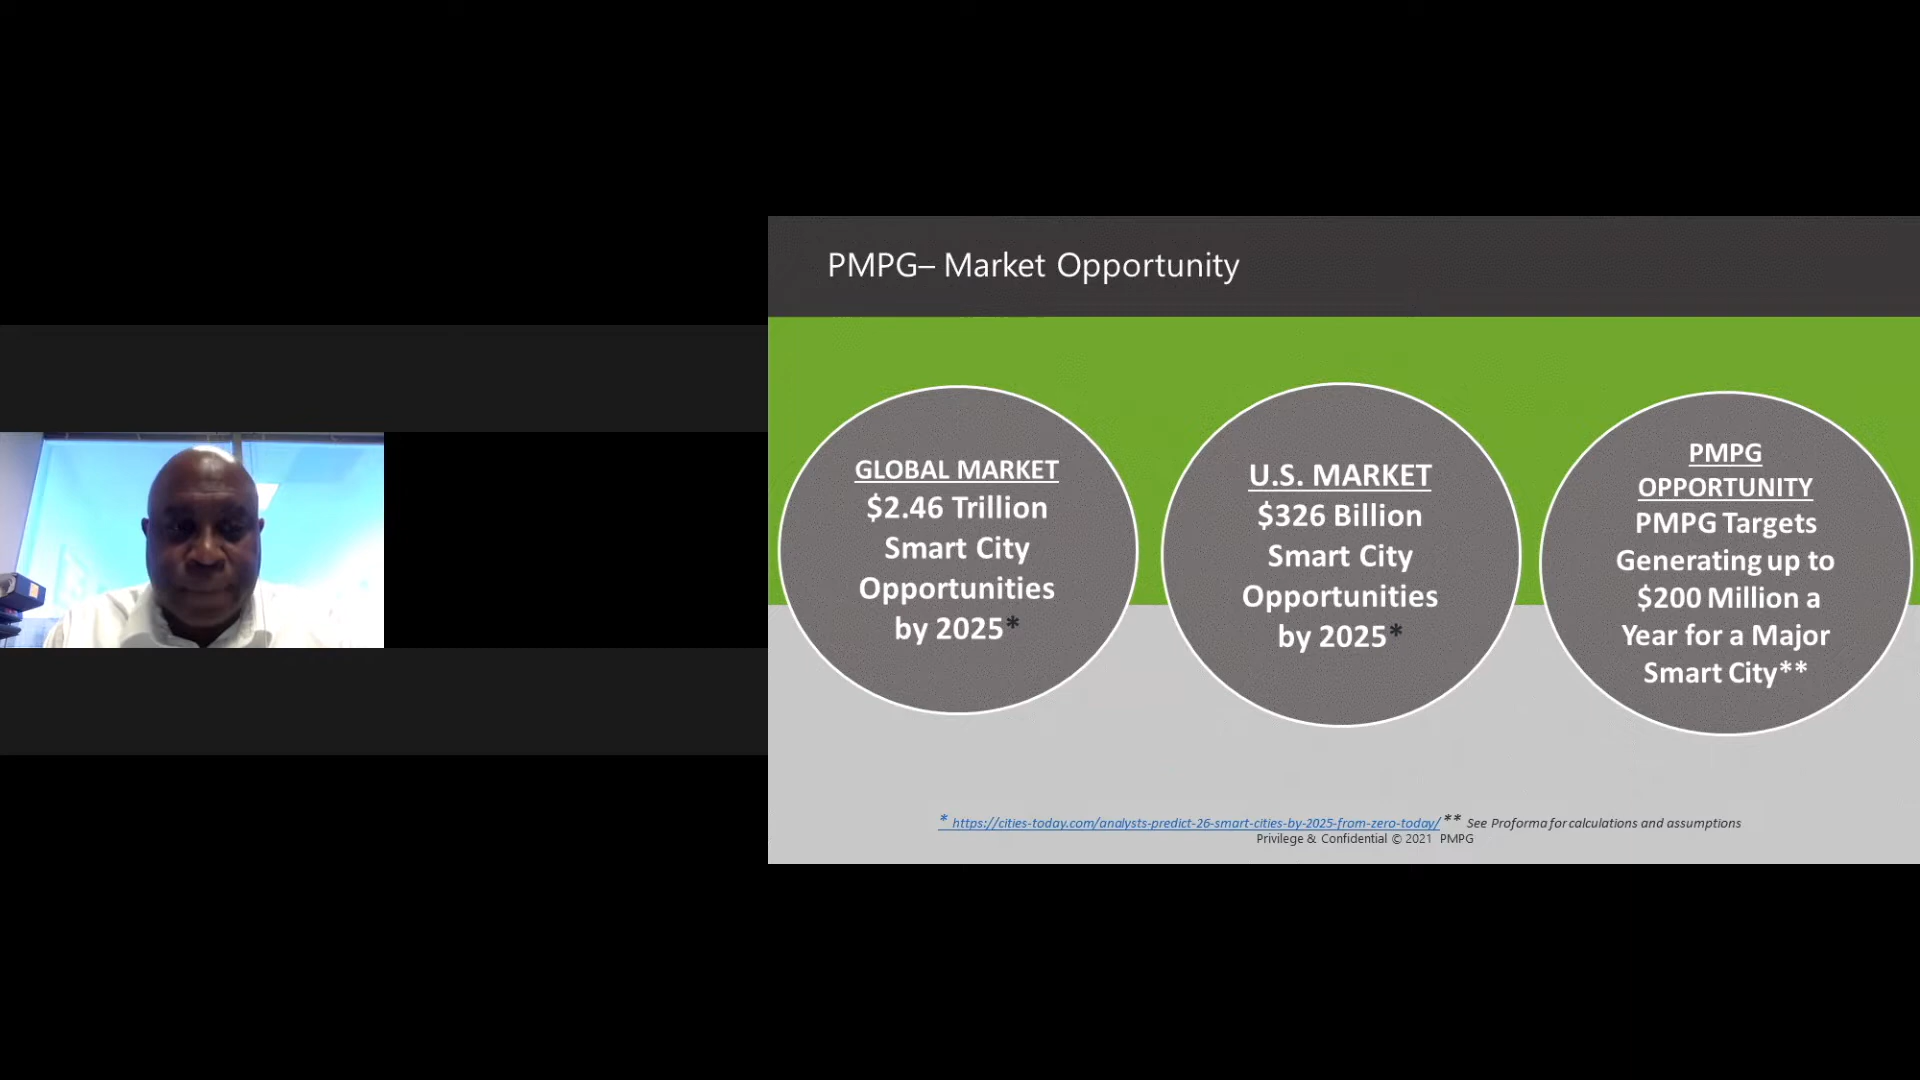 PMPG– Market Opportunity
GLOBAL MARKET
$2.46 Trillion
Smart City
Opportunities
by 2025*
U.S. MARKET
$326 Billion
Smart City
Opportunities
by 2025*
PMPG
OPPORTUNITY
PMPG Targets
Generating up to
$200 Million a
Year for a Major
Smart City**
* https://cities-today.com/analysts-predict-26-smart-cities-by-2025-from-zero-today/ ** See Proforma for calculations and assumptions
Privilege & Confidential © 2021 PMPG